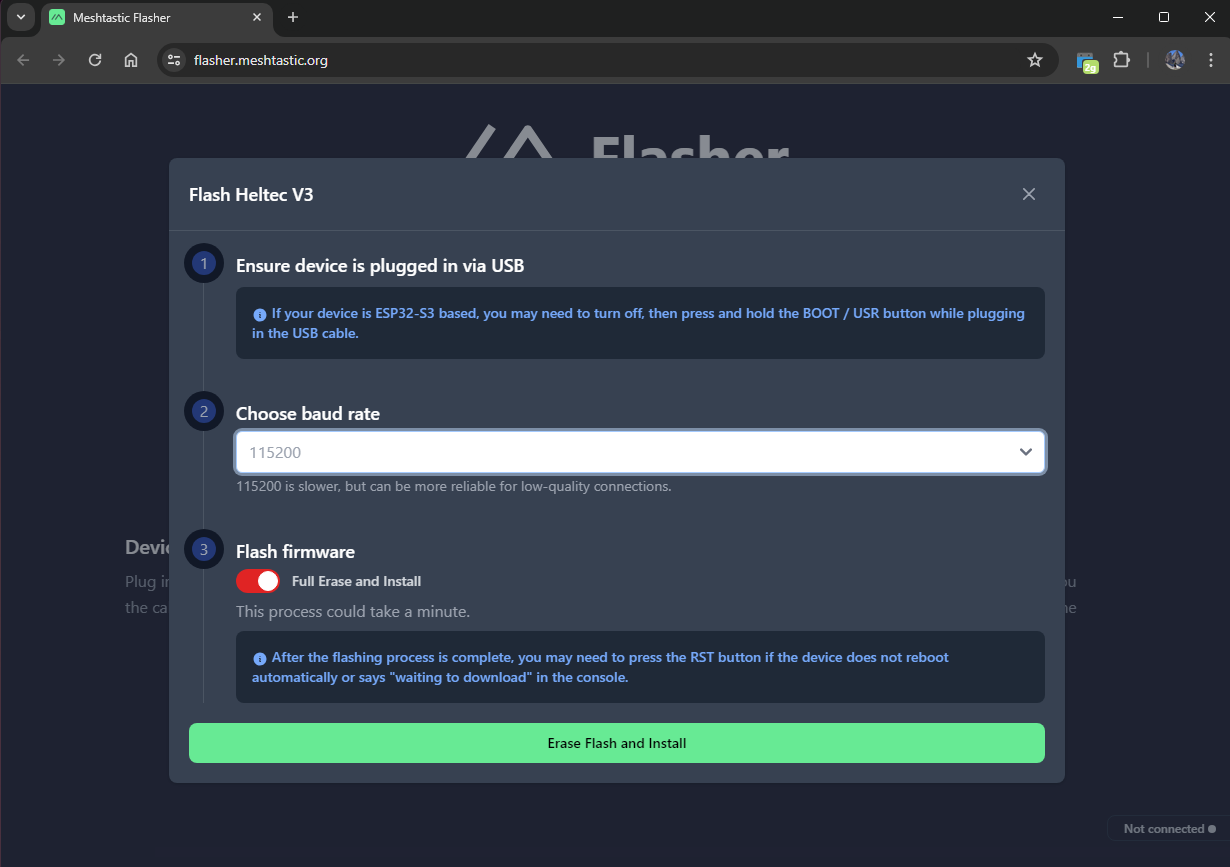 Meshtastic Flasher
flasher.meshtastic.org
2g
Flasher
Flash Heltec V3
1
Ensure device is plugged in via USB
If your device is ESP32-S3 based, you may need to turn off, then press and hold the BOOT / USR button while plugging
in the USB cable.
2
Choose baud rate
115200
115200 is slower, but can be more reliable for low-quality connections.
3
Flash firmware
Full Erase and Install
This process could take a minute.
After the flashing process is complete, you may need to press the RST button if the device does not reboot
automatically or says "waiting to download" in the console.
Erase Flash and Install
Plug
the
Not connected